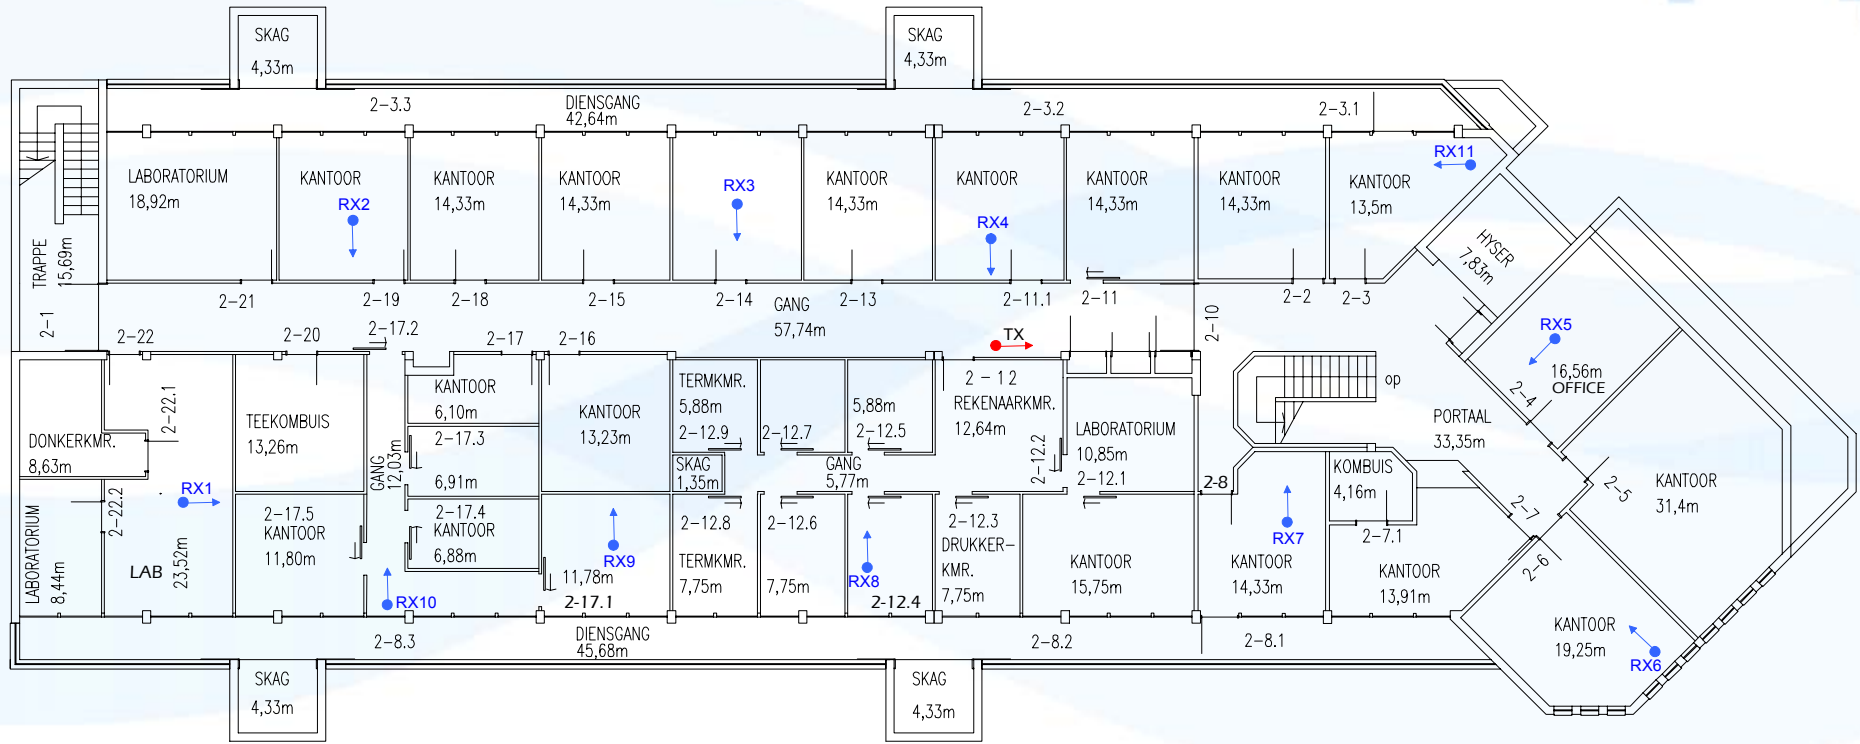 SKAG
4,33m
SKAG
4,33m
2-3.3
DIENSGANG
42,64m
2-3.2
2-3.1
LABORATORIUM
18,92m
KANTOOR
RX2
KANTOOR
14,33m
KANTOOR
14,33m
RX3
KANTOOR
14,33m
KANTOOR
RX4
KANTOOR
14,33m
KANTOOR
14,33m
RX11
KANTOOR
13,5m
HYSER
7,83m
TRAPPE
15,69m
2-1
2-21
2-19
2-18
2-15
2-14
2-13
2-11.1
2-11
2-2
2-3
GANG
57,74m
2-10
2-22
2-20
2-17.2
2-17
2-16
TX
RX5
16,56m
OFFICE
2-4
op
PORTAAL
33,35m
2-22.1
DONKERKMR.
8,63m
TEEKOMBUIS
13,26m
GANG
12,03m
KANTOOR
6,10m
2-17.3
6,91m
KANTOOR
13,23m
TERMKMR.
5,88m
2-12.9
2-12.7
5,88m
2-12.5
2-12
REKENAARKMR.
12,64m
2-12.2
LABORATORIUM
10,85m
2-12.1
SKAG
1,35m
GANG
5,77m
2-8
KOMBUIS
4,16m
2-7.1
2-7
2-5
KANTOOR
31,4m
LABORATORIUM
8,44m
2-22.2
RX1
LAB
23,52m
2-17.5
KANTOOR
11,80m
2-17.4
KANTOOR
6,88m
RX10
RX9
11,78m
2-17.1
2-12.8
TERMKMR.
7,75m
2-12.6
7,75m
RX8
2-12.4
2-12.3
DRUKKER-
KMR.
7,75m
KANTOOR
15,75m
RX7
KANTOOR
14,33m
KANTOOR
13,91m
2-6
KANTOOR
19,25m
RX6
2-8.3
DIENSGANG
45,68m
2-8.2
2-8.1
SKAG
4,33m
SKAG
4,33m